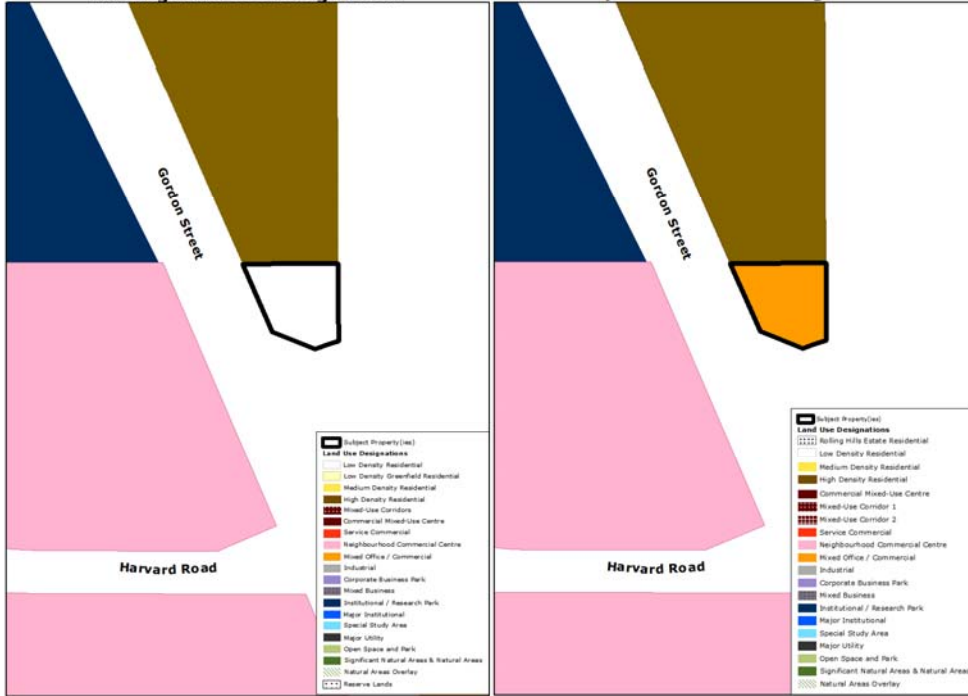 Gordon Street
Harvard Road
Subject Property(ies)
Land Use Designations
Low Density Residential
Low Density Greenfield Residential
Medium Density Residential
High Density Residential
Mixed-Use Corridors
Commercial Mixed-Use Centre
Service Commercial
Neighbourhood Commercial Centre
Mixed Office / Commercial
Industrial
Corporate Business Park
Mixed Business
Institutional / Research Park
Major Institutional
Special Study Area
Major Utility
Open Space and Park
Significant Natural Areas & Natural Areas
Natural Areas Overlay
Reserve Lands
Gordon Street
Harvard Road
Subject Property(ies)
Land Use Designations
Rolling Hills Estate Residential
Low Density Residential
Medium Density Residential
High Density Residential
Commercial Mixed-Use Centre
Mixed-Use Corridor 1
Mixed-Use Corridor 2
Service Commercial
Neighbourhood Commercial Centre
Mixed Office / Commercial
Industrial
Corporate Business Park
Mixed Business
Institutional / Research Park
Major Institutional
Special Study Area
Major Utility
Open Space and Park
Significant Natural Areas & Natural Areas
Natural Areas Overlay